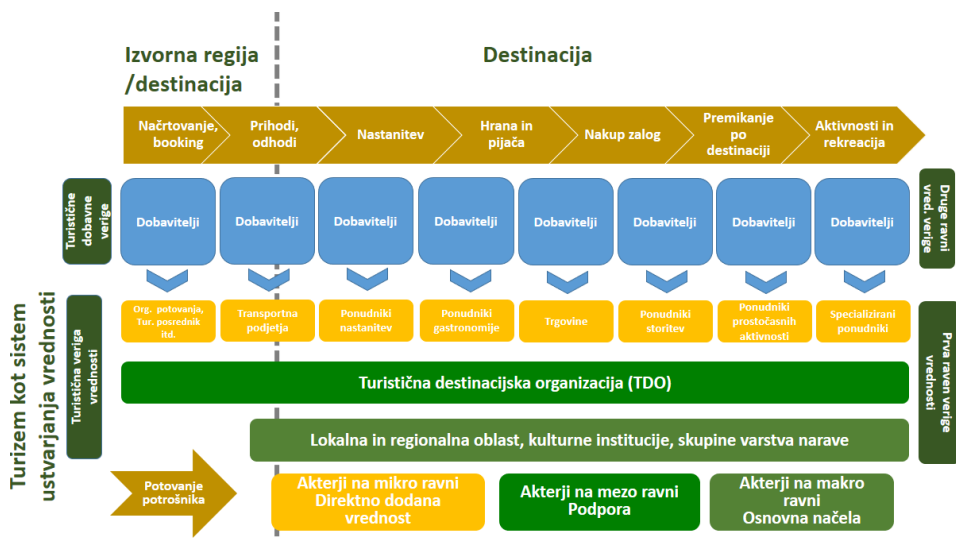 Izvorna regija
/destinacija
Destinacija
Načrtovanje,
booking
Prihodi,
odhodi
Nastanitev
Hrana in
pijača
Nakup zalog
Premikanje
po
destinaciji
Aktivnosti in
rekreacija
Turistične
dobavne
verige
Dobavitelji
Dobavitelji
Dobavitelji
Dobavitelji
Dobavitelji
Dobavitelji
Dobavitelji
Dobavitelji
Druge ravni
vred. verige
Turizem kot sistem
ustvarjanja vrednosti
Turistična veriga
vrednosti
Org. potovanja,
Tur. posrednik
itd.
Transportna
podjetja
Ponudniki
nastanitev
Ponudniki
gastronomije
Trgovine
Ponudniki
storitev
Ponudniki
prostočasnih
aktivnosti
Specializirani
ponudniki
Prva raven verige
vrednosti
Turistična destinacijska organizacija (TDO)
Lokalna in regionalna oblast, kulturne institucije, skupine varstva narave
Potovanje
potrošnika
Akterji na mikro ravni
Direktno dodana
vrednost
Akterji na mezo ravni
Podpora
Akterji na makro
ravni
Osnovna načela